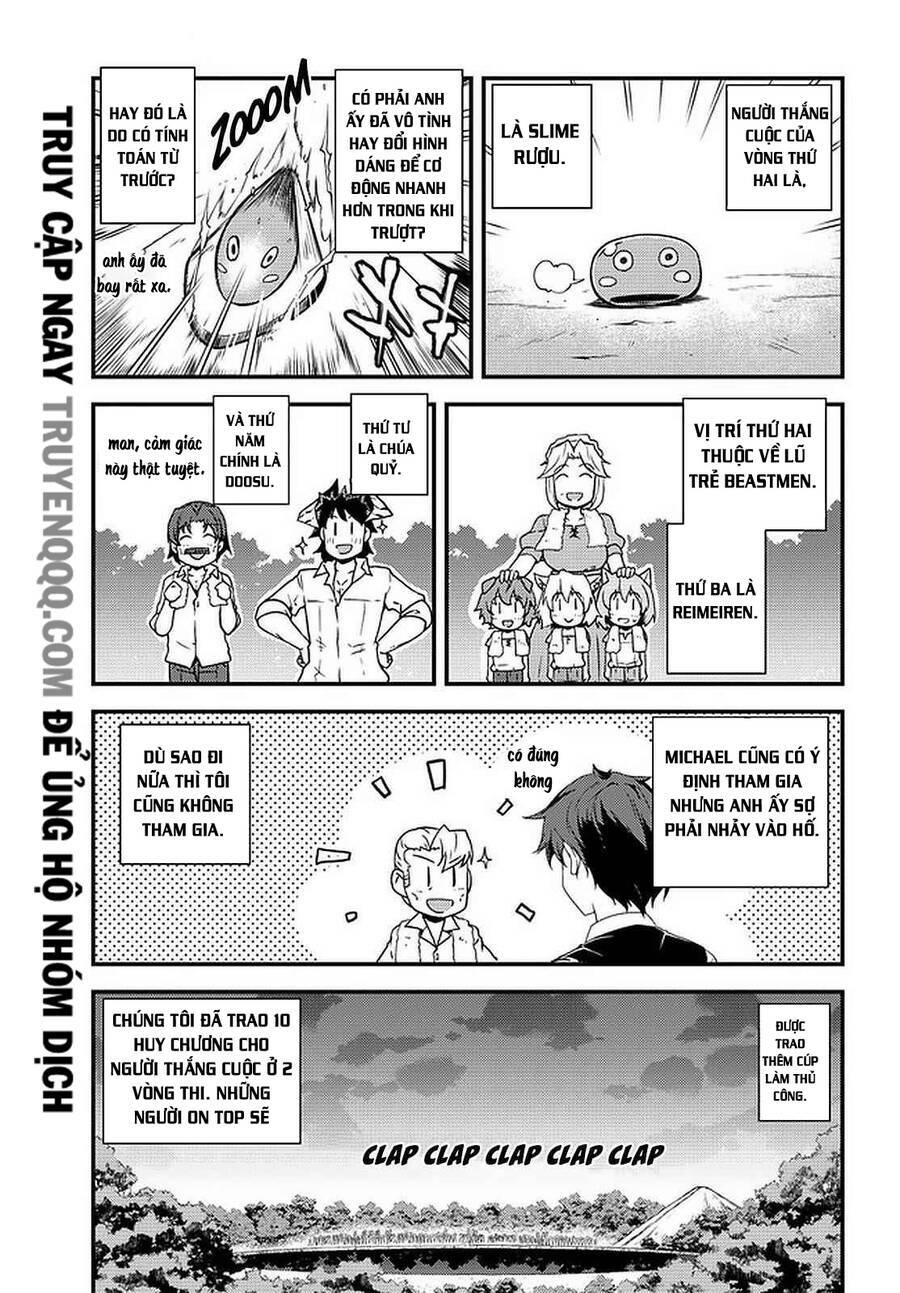 NGƯỜI THẮNG
CUỘC CỦA
VÒNG THỨ
HAI LÀ,
LÀ SLIME
RƯỢU.
CÓ PHẢI ANH
ẤY ĐÃ VÔ TÌNH
HAY ĐỔI HÌNH
DÁNG ĐỂ CƠ
ĐỘNG NHANH
HƠN TRONG KHI
TRƯỢT?
ZOOOM
HAY ĐÓ LÀ
DO CÓ TÍNH
TOÁN TỪ
TRƯỚC?
anh ấy đã
bay rất xa.
VỊ TRÍ THỨ HAI
THUỘC VỀ LŨ
TRẺ BEASTMEN.
THỨ BA LÀ
REIMEIREN.
THỨ TƯ
LÀ CHÚA
QUỶ.
VÀ THỨ
NĂM
CHÍNH LÀ
DOOSU.
man, cảm giác
này thật tuyệt.
MICHAEL CŨNG CÓ Ý
ĐỊNH THAM GIA
NHƯNG ANH ẤY SỢ
PHẢI NHẢY VÀO HỐ.
có đúng
không
DÙ SAO ĐI
NỮA THÌ TÔI
CŨNG KHÔNG
THAM GIA.
CHÚNG TÔI ĐÃ TRAO 10
HUY CHƯƠNG CHO
NGƯỜI THẮNG CUỘC Ở 2
VÒNG THI. NHỮNG
NGƯỜI ON TOP SẼ
ĐƯỢC
TRAO
THÊM CÚP
LÀM THỦ
CÔNG.
CLAP CLAP CLAP CLAP CLAP
TRUY CẬP NGAY TRUYENQQQ.COM ĐỂ ỦNG HỘ NHÓM DỊCH